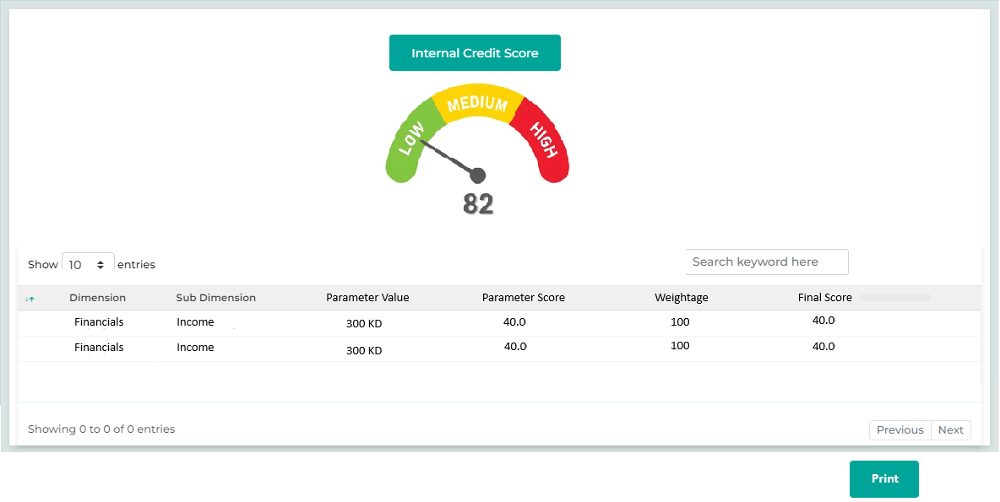 Internal Credit Score
LOW MEDIUM HIGH
82
Show 10 entries Search keyword here
Dimension Sub Dimension Parameter Value Parameter Score Weightage Final Score
Financials Income 300 KD 40.0 100 40.0
Financials Income 300 KD 40.0 100 40.0
Showing 0 to 0 of 0 entries Previous Next
Print